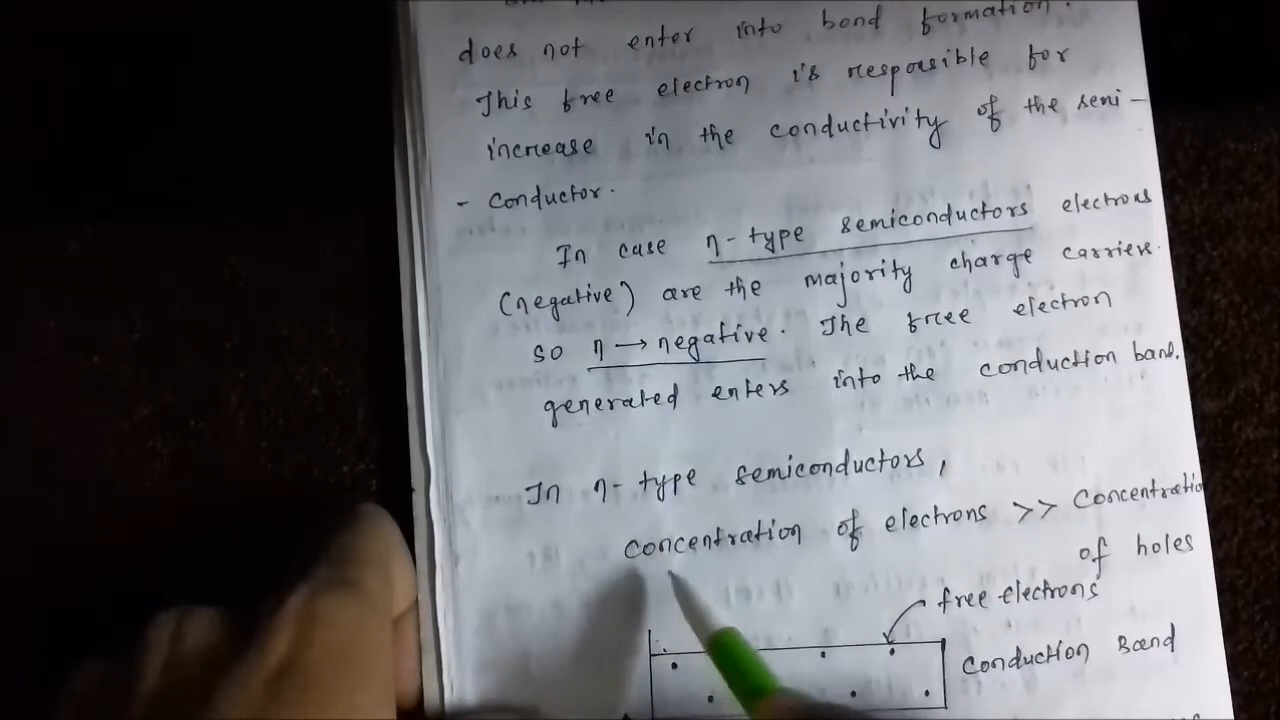 does not enter into bond formation.
This free electron is responsible for
increase in the conductivity of the semi-
- conductor.
In case n-type semiconductors electrons
(negative) are the majority charge carriers.
so n → negative. The free electron
generated enters into the conduction band.
In n-type semiconductors,
concentration of electrons >> Concentratio
of holes
free electrons
Conduction Band